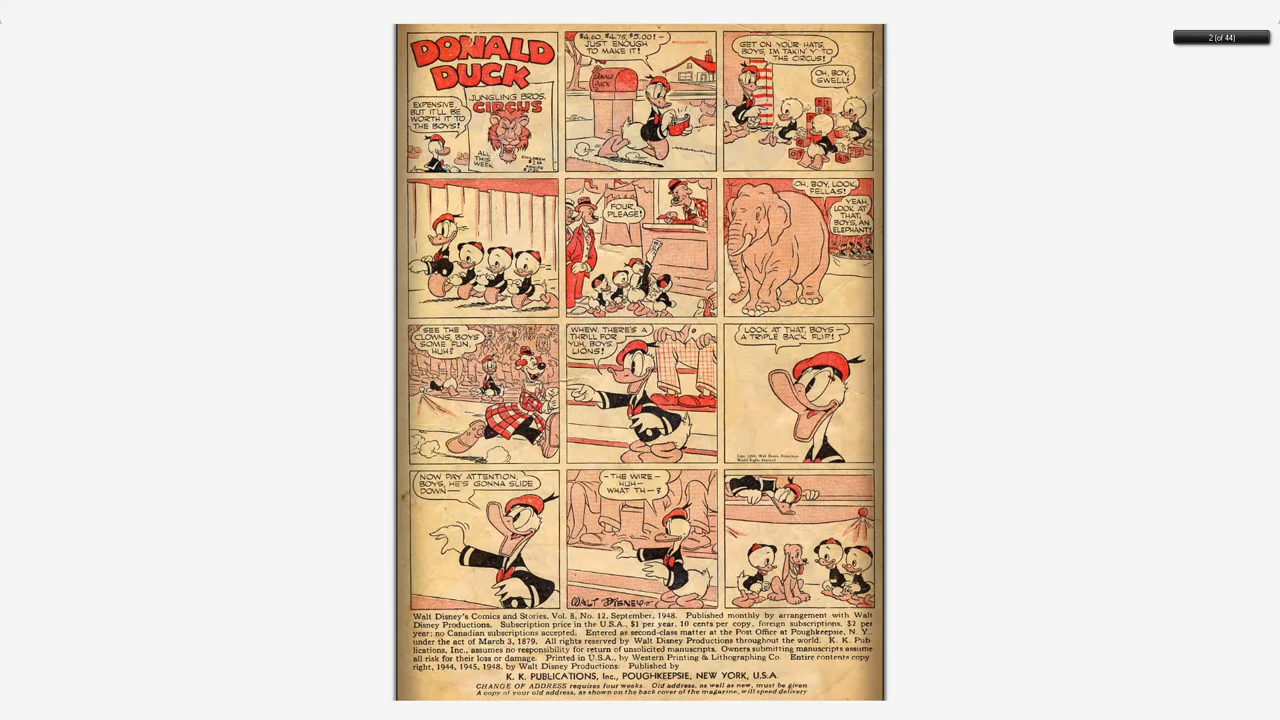 2 (of 44)
DONALD
DUCK
EXPENSIVE,
BUT IT'LL BE
WORTH IT TO
THE BOYS!
JUNGLING BROS.
CIRCUS
ALL
THIS
WEEK
CHILDREN
$4.60, $4.75, $5.00! –
JUST ENOUGH
TO MAKE IT!
DONALD
DUCK
GET ON YOUR HATS,
BOYS, I'M TAKIN' Y' TO
THE CIRCUS!
OH, BOY,
SWELL!
FOUR,
PLEASE!
OH, BOY, LOOK,
FELLAS!
YEAH,
LOOK AT
THAT,
BOYS, AN
ELEPHANT!
SEE THE
CLOWNS, BOYS
SOME FUN,
HUH?
WHEW, THERE'S A
THRILL FOR
YUH, BOYS.
LIONS!
LOOK AT THAT, BOYS –
A TRIPLE BACK FLIP!
Copr. 1944, Walt Disney Productions
World Rights Reserved
NOW PAY ATTENTION,
BOYS, HE'S GONNA SLIDE
DOWN —
– THE WIRE –
HUH –
WHAT TH — ?
WALT DISNEY
Walt Disney's Comics and Stories, Vol. 8, No. 12, September, 1948. Published monthly by arrangement with Walt
Disney Productions. Subscription price in the U.S.A., $1 per year. 10 cents per copy, foreign subscriptions, $2 per
year; no Canadian subscriptions accepted. Entered as second-class matter at the Post Office at Poughkeepsie, N. Y.,
under the act of March 3, 1879. All rights reserved by Walt Disney Productions throughout the world. K. K. Pub-
lications, Inc., assumes no responsibility for return of unsolicited manuscripts. Owners submitting manuscripts assume
all risk for their loss or damage. Printed in U.S.A., by Western Printing & Lithographing Co. Entire contents copy
right, 1944, 1945, 1948, by Walt Disney Productions. Published by
K. K. PUBLICATIONS, Inc., POUGHKEEPSIE, NEW YORK, U.S.A.
CHANGE OF ADDRESS requires four weeks. Old address, as well as new, must be given
A copy of your old address, as shown on the back cover of the magazine, will speed delivery